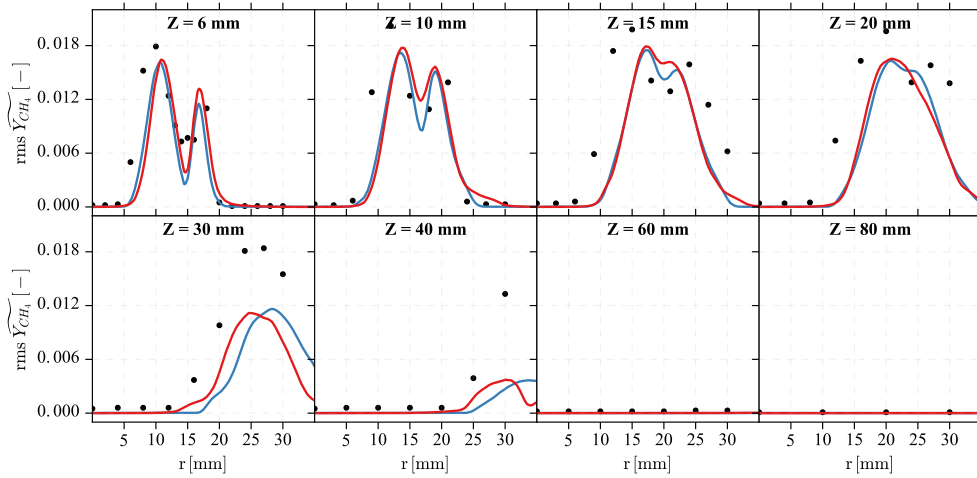 Z = 6 mm
Z = 10 mm
Z = 15 mm
Z = 20 mm
0.018
0.012
0.006
0.000
rms Y_CH4 [−]
Z = 30 mm
Z = 40 mm
Z = 60 mm
Z = 80 mm
0.018
0.012
0.006
0.000
rms Y_CH4 [−]
5 10 15 20 25 30
5 10 15 20 25 30
5 10 15 20 25 30
5 10 15 20 25 30
r [mm]
r [mm]
r [mm]
r [mm]